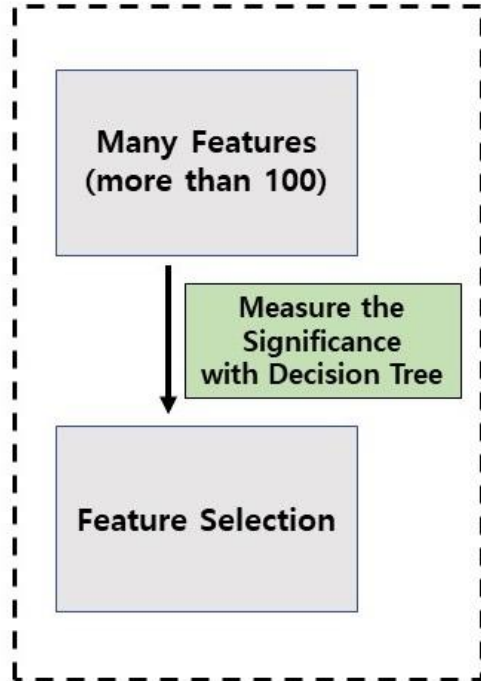 Many Features
(more than 100)
Measure the
Significance
with Decision Tree
Feature Selection